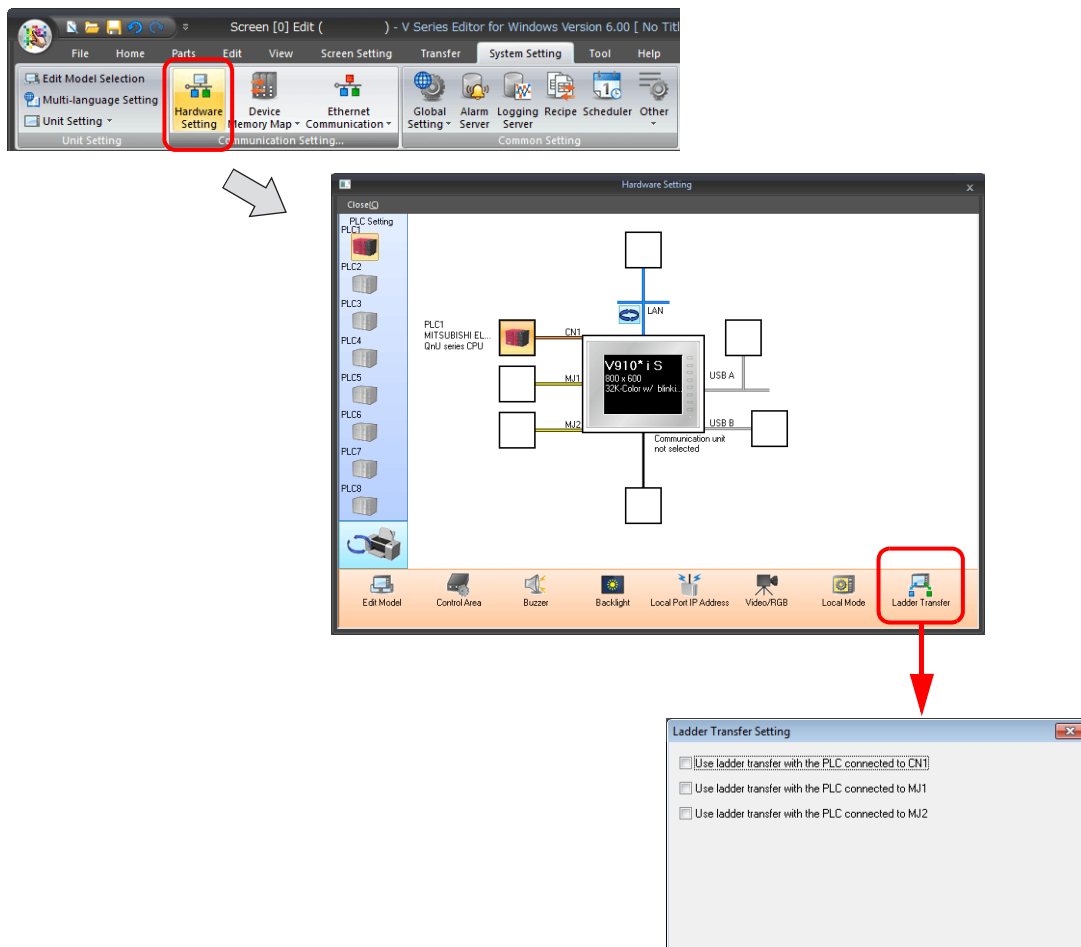 Screen [0] Edit ( ) - V Series Editor for Windows Version 6.00 [ No Titl
File Home Parts Edit View Screen Setting Transfer System Setting Tool Help
Edit Model Selection
Multi-language Setting
Unit Setting
Unit Setting
Hardware Setting
Device Memory Map
Ethernet Communication
Communication Setting...
Global Setting
Alarm Server
Logging Server
Recipe
Scheduler
Other
Common Setting
Hardware Setting
x
Close(C)
PLC Setting
PLC1
PLC2
PLC3
PLC4
PLC5
PLC6
PLC7
PLC8
LAN
PLC1
MITSUBISHI EL...
QnU series CPU
CN1
MJ1
MJ2
V910* i S
800 x 600
32K-Color w/ blinki...
USB A
USB B
Communication unit
not selected
Edit Model
Control Area
Buzzer
Backlight
Local Port IP Address
Video/RGB
Local Mode
Ladder Transfer
Ladder Transfer Setting
Use ladder transfer with the PLC connected to CN1
Use ladder transfer with the PLC connected to MJ1
Use ladder transfer with the PLC connected to MJ2